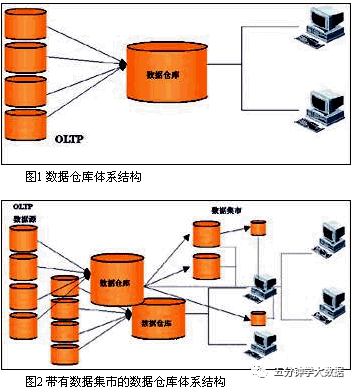 数据仓库
OLTP
图1 数据仓库体系结构
OLTP
数据源
数据集市
数据仓库
数据仓库
五分钟学大数据
图2 带有数据集市的数据仓库体系结构